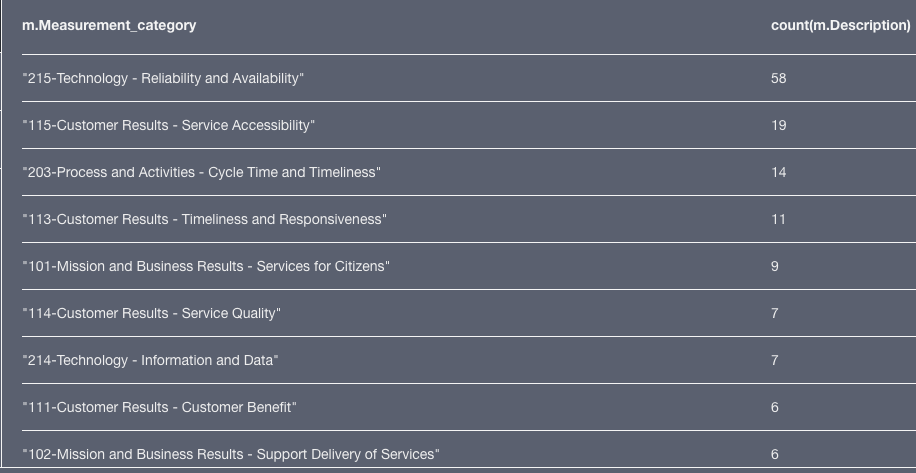 m.Measurement_category count(m.Description)
"215-Technology - Reliability and Availability" 58
"115-Customer Results - Service Accessibility" 19
"203-Process and Activities - Cycle Time and Timeliness" 14
"113-Customer Results - Timeliness and Responsiveness" 11
"101-Mission and Business Results - Services for Citizens" 9
"114-Customer Results - Service Quality" 7
"214-Technology - Information and Data" 7
"111-Customer Results - Customer Benefit" 6
"102-Mission and Business Results - Support Delivery of Services" 6